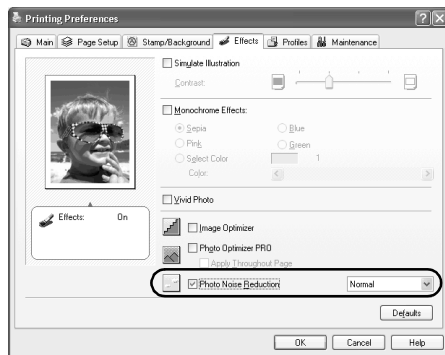 Printing Preferences
Main Page Setup Stamp/Background Effects Profiles Maintenance
Simulate Illustration
Contrast:
Monochrome Effects:
Sepia Blue
Pink Green
Select Color 1
Color:
Vivid Photo
Effects: On
Image Optimizer
Photo Optimizer PRO
Apply Throughout Page
Photo Noise Reduction Normal
Defaults
OK Cancel Help